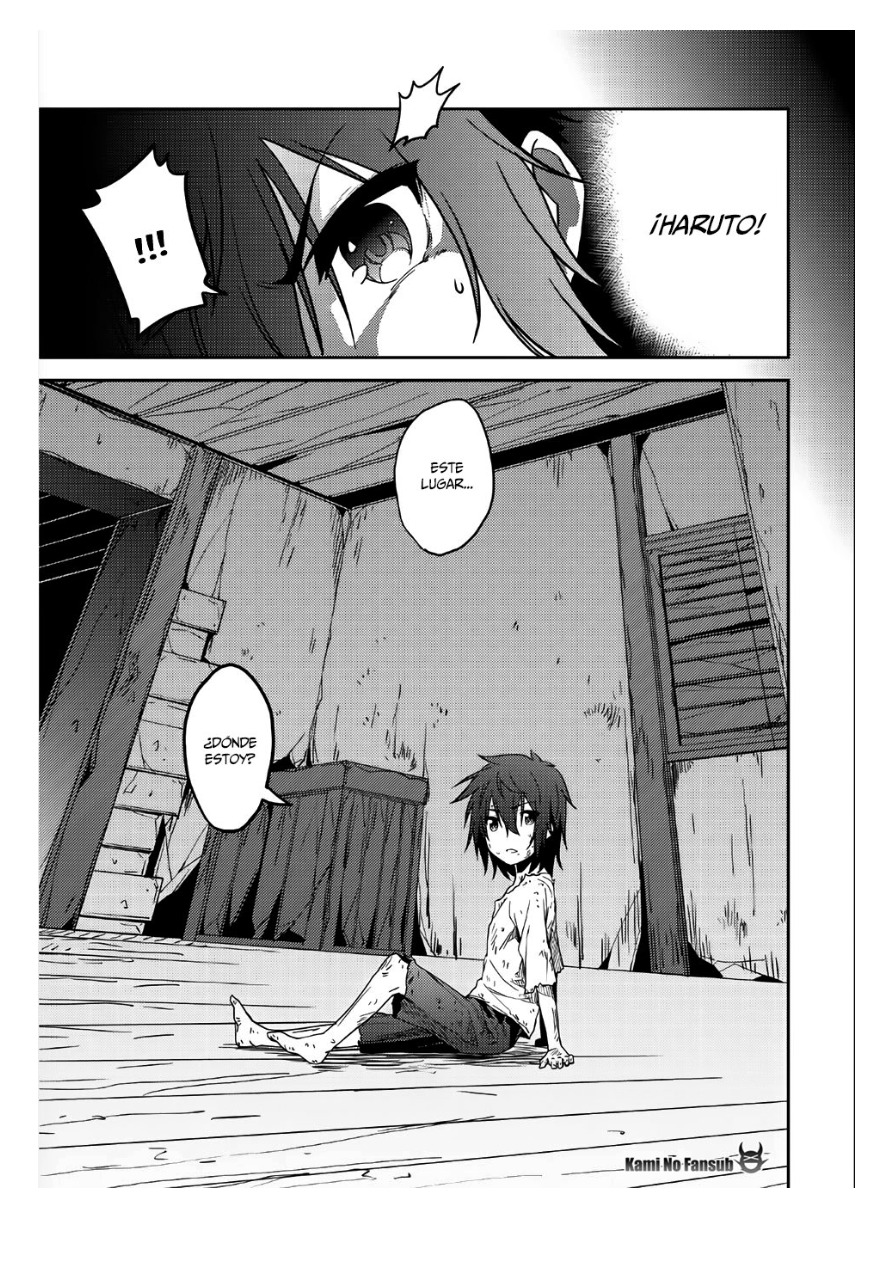 ¡HARUTO!
!!!
ESTE
LUGAR...
¿DÓNDE
ESTOY?
Kami No Fansub